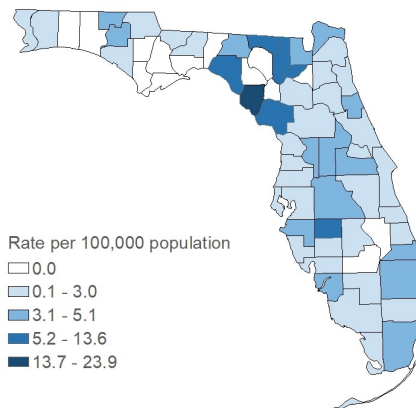 Rate per 100,000 population
0.0
0.1 - 3.0
3.1 - 5.1
5.2 - 13.6
13.7 - 23.9